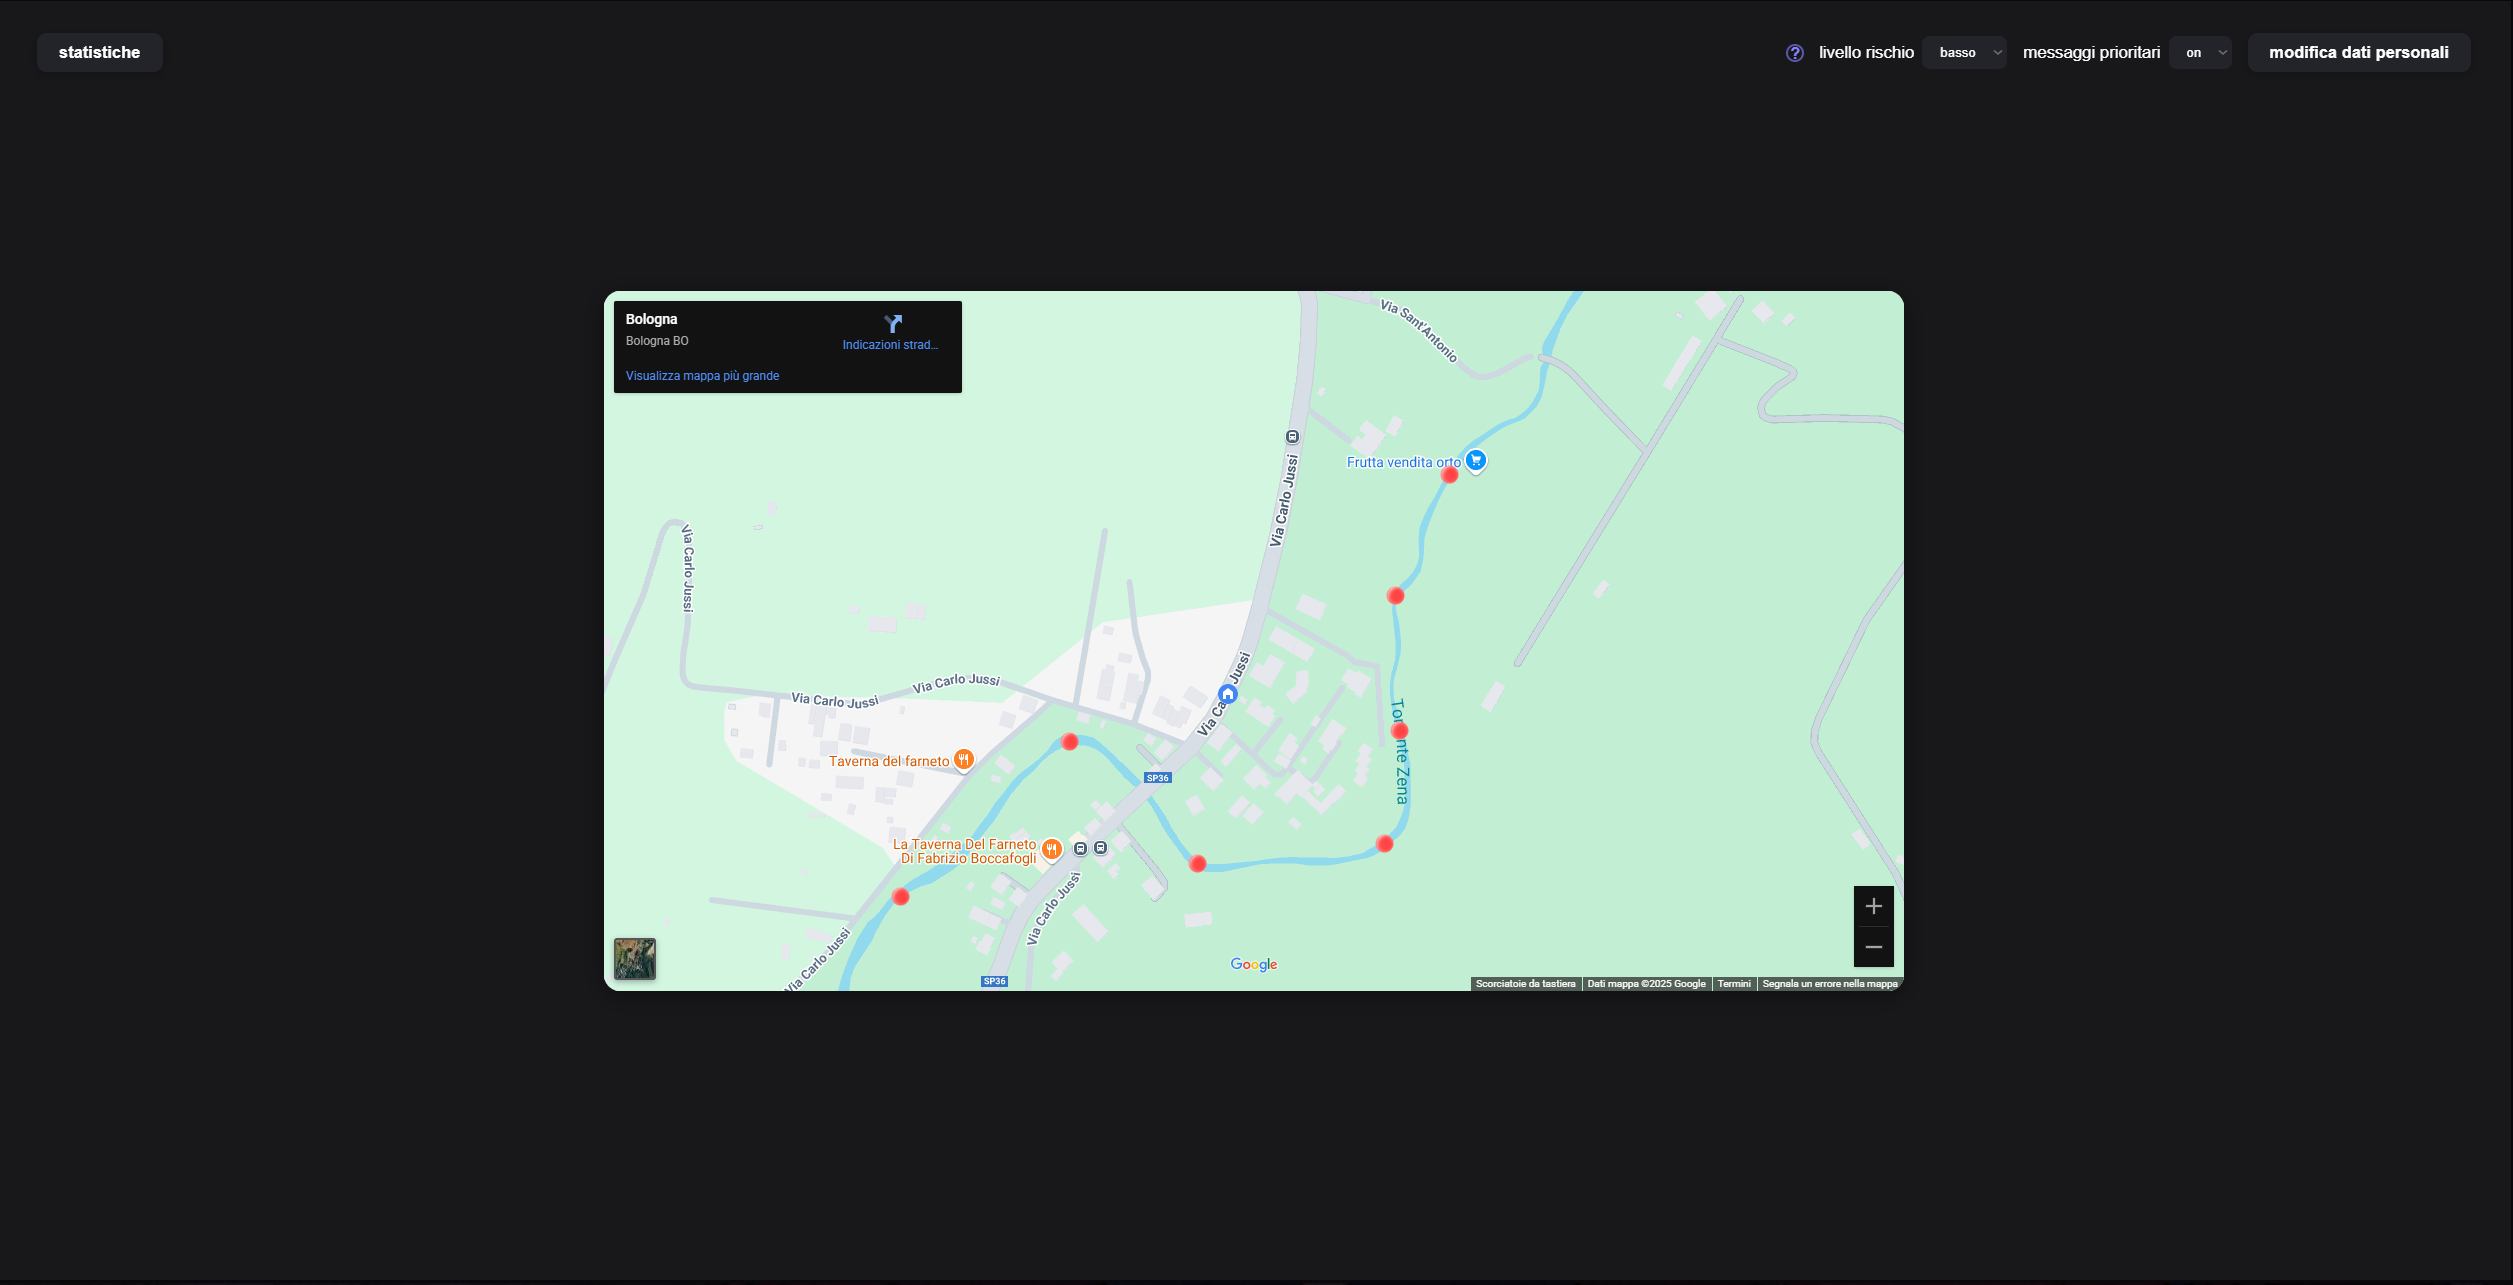 statistiche
livello rischio
basso
messaggi prioritari
on
modifica dati personali
Bologna
Bologna BO
Indicazioni strad...
Visualizza mappa più grande
Via Sant'Antonio
Frutta vendita orto
Via Carlo Jussi
Via Carlo Jussi
Via Carlo Jussi
Via Carlo Jussi
Via Ca Jussi
Taverna del farneto
SP36
Tor nte Zena
La Taverna Del Farneto
Di Fabrizio Boccafogli
Via Carlo Jussi
Via Carlo Jussi
Google
SP36
Scorciatoie da tastiera
Dati mappa ©2025 Google
Termini
Segnala un errore nella mappa